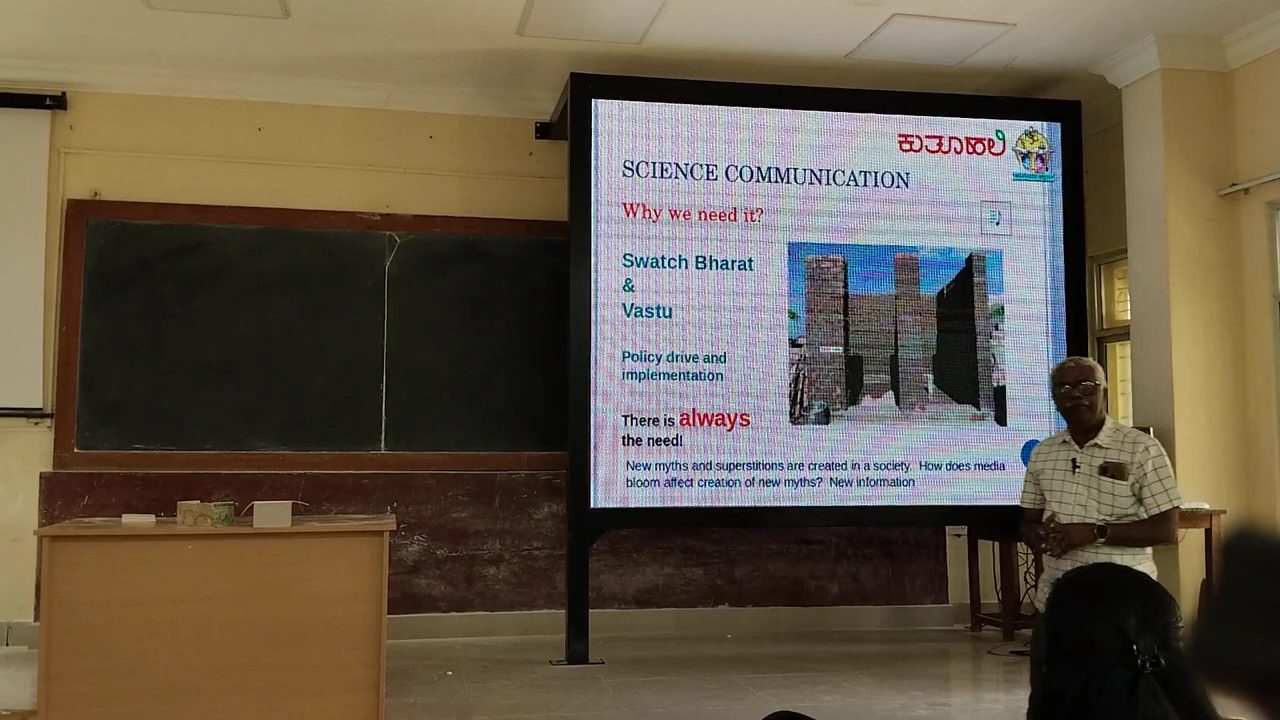 ಕುತೂಹಲಿ
SCIENCE COMMUNICATION
Why we need it?
Swatch Bharat
&
Vastu
Policy drive and
implementation
There is always
the need!
New myths and superstitions are created in a society. How does media
bloom affect creation of new myths? New information